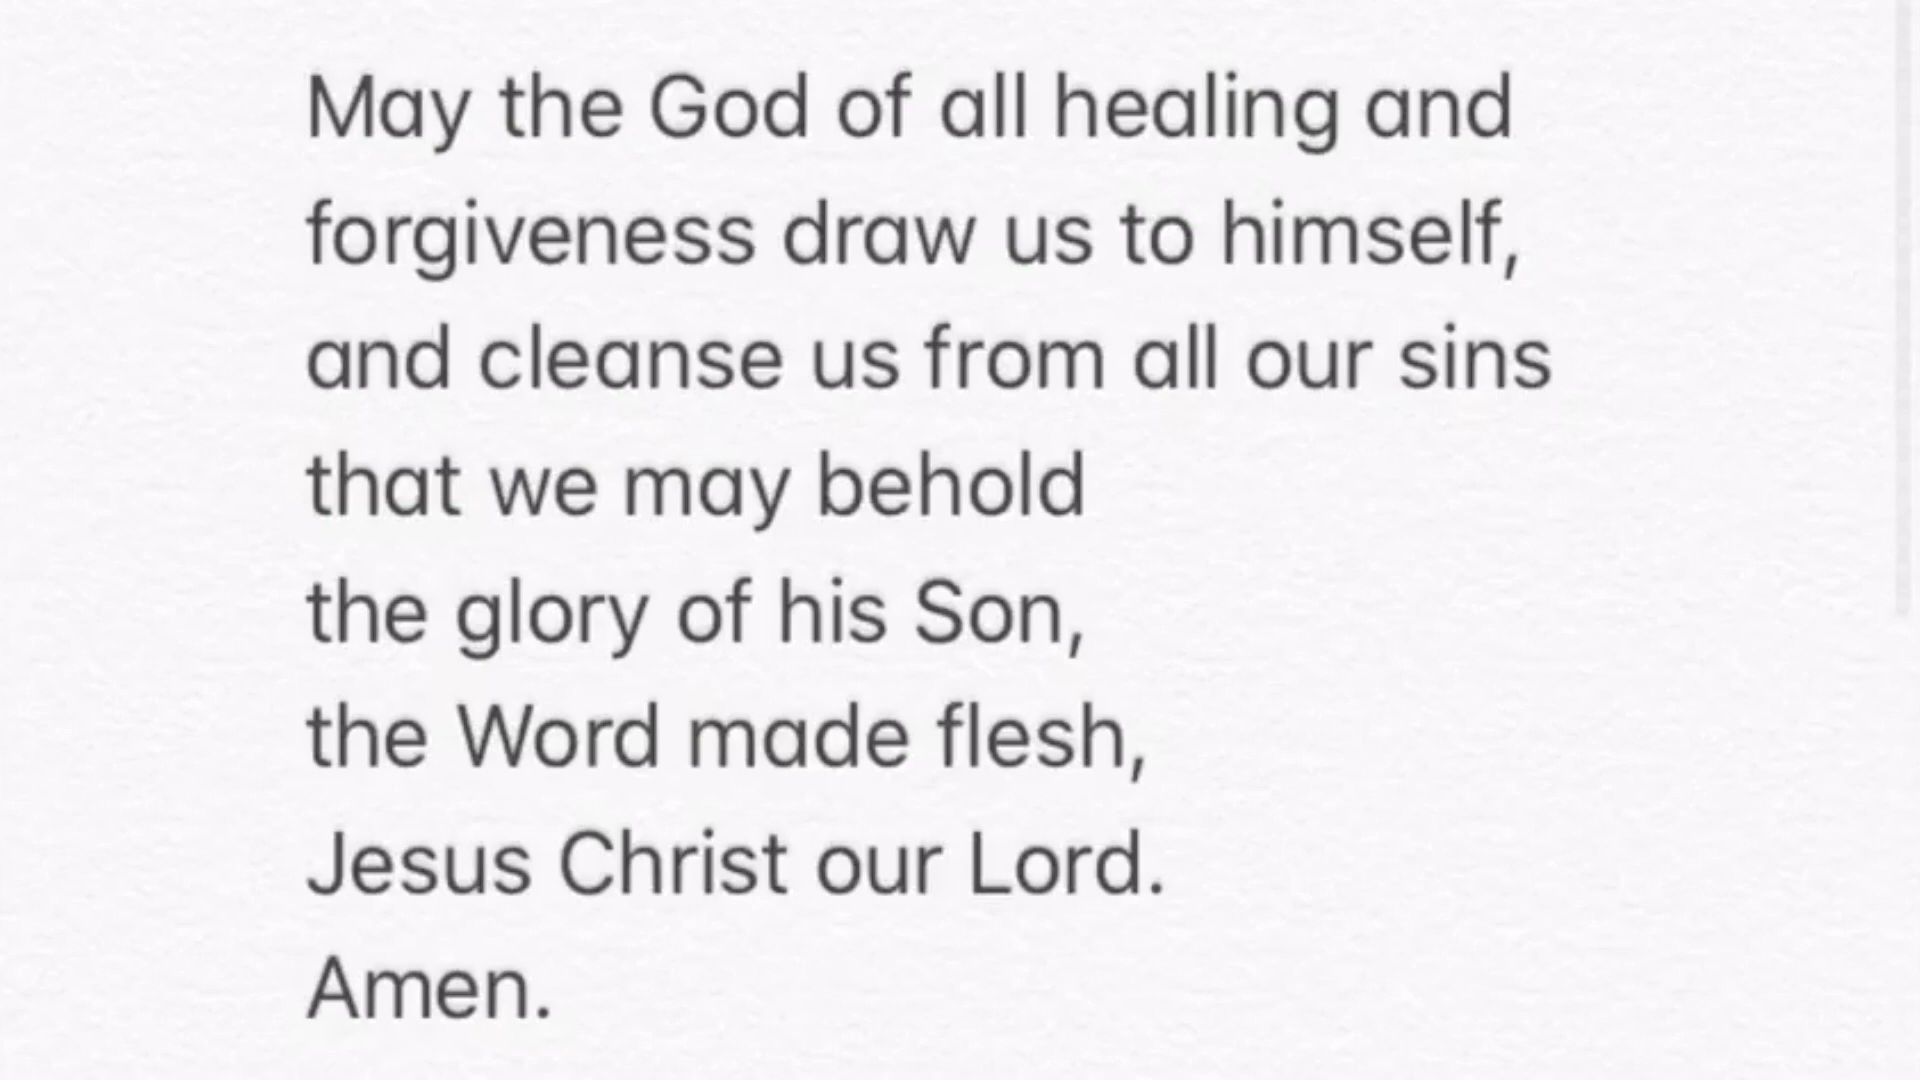 May the God of all healing and
forgiveness draw us to himself,
and cleanse us from all our sins
that we may behold
the glory of his Son,
the Word made flesh,
Jesus Christ our Lord.
Amen.